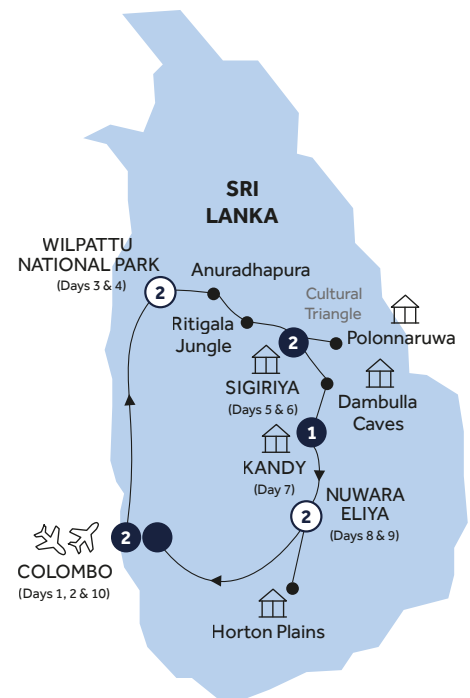 SRI
LANKA
WILPATTU
NATIONAL PARK
(Days 3 & 4)
2
Anuradhapura
Ritigala
Jungle
Cultural
Triangle
Polonnaruwa
2
SIGIRIYA
(Days 5 & 6)
Dambulla
Caves
1
KANDY
(Day 7)
2
NUWARA
ELIYA
(Days 8 & 9)
2
COLOMBO
(Days 1, 2 & 10)
Horton Plains